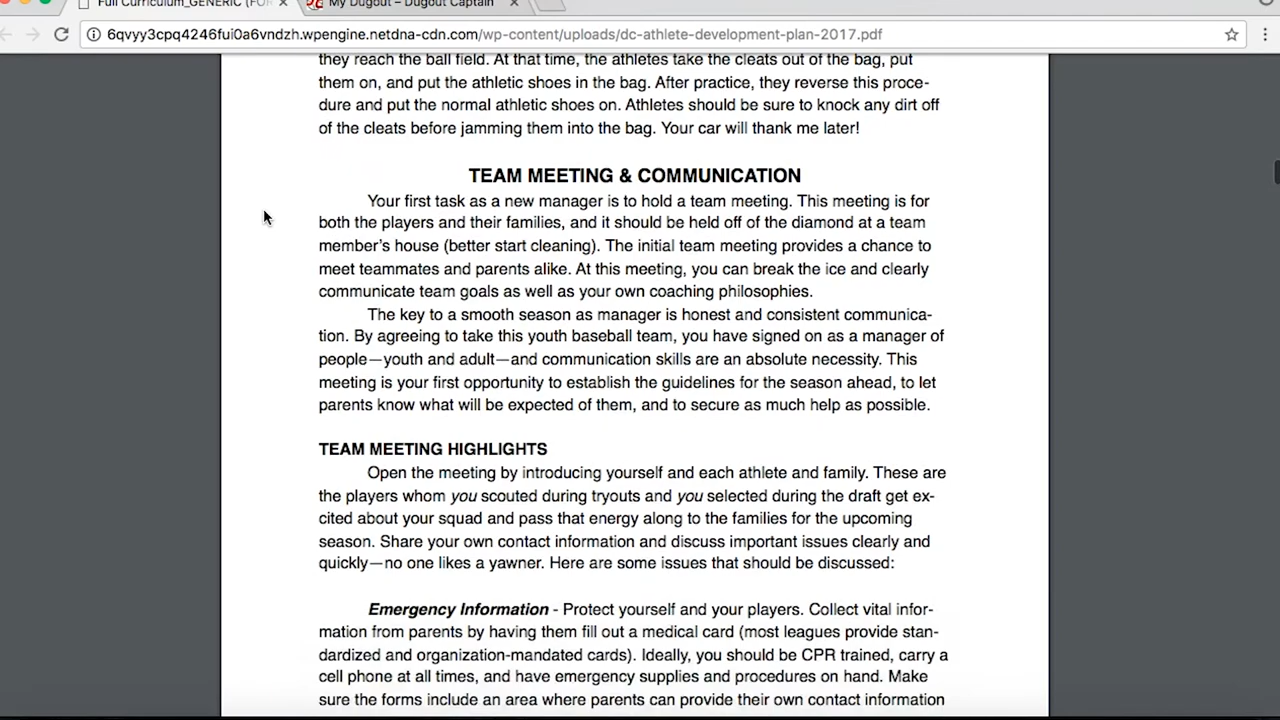 Full Curriculum_GENERIC (FOR
My Dugout – Dugout Captain
6qvyy3cpq4246fui0a6vndzh.wpengine.netdna-cdn.com/wp-content/uploads/dc-athlete-development-plan-2017.pdf
they reach the ball field. At that time, the athletes take the cleats out of the bag, put
them on, and put the athletic shoes in the bag. After practice, they reverse this proce-
dure and put the normal athletic shoes on. Athletes should be sure to knock any dirt off
of the cleats before jamming them into the bag. Your car will thank me later!
TEAM MEETING & COMMUNICATION
Your first task as a new manager is to hold a team meeting. This meeting is for
both the players and their families, and it should be held off of the diamond at a team
member's house (better start cleaning). The initial team meeting provides a chance to
meet teammates and parents alike. At this meeting, you can break the ice and clearly
communicate team goals as well as your own coaching philosophies.
The key to a smooth season as manager is honest and consistent communica-
tion. By agreeing to take this youth baseball team, you have signed on as a manager of
people—youth and adult—and communication skills are an absolute necessity. This
meeting is your first opportunity to establish the guidelines for the season ahead, to let
parents know what will be expected of them, and to secure as much help as possible.
TEAM MEETING HIGHLIGHTS
Open the meeting by introducing yourself and each athlete and family. These are
the players whom you scouted during tryouts and you selected during the draft get ex-
cited about your squad and pass that energy along to the families for the upcoming
season. Share your own contact information and discuss important issues clearly and
quickly—no one likes a yawner. Here are some issues that should be discussed:
Emergency Information - Protect yourself and your players. Collect vital infor-
mation from parents by having them fill out a medical card (most leagues provide stan-
dardized and organization-mandated cards). Ideally, you should be CPR trained, carry a
cell phone at all times, and have emergency supplies and procedures on hand. Make
sure the forms include an area where parents can provide their own contact information